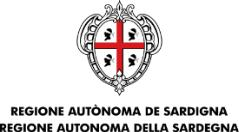 REGIONE AUTÒNOMA DE SARDIGNA
REGIONE AUTONOMA DELLA SARDEGNA